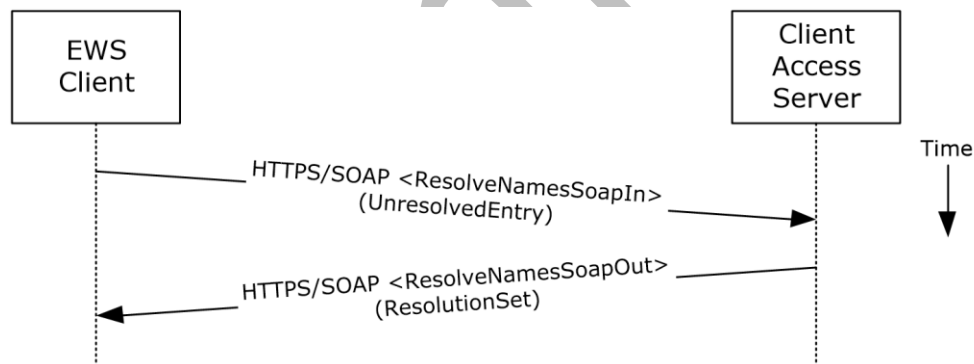 EWS
Client
Client
Access
Server
Time
HTTPS/SOAP <ResolveNamesSoapIn>
(UnresolvedEntry)
HTTPS/SOAP <ResolveNamesSoapOut>
(ResolutionSet)